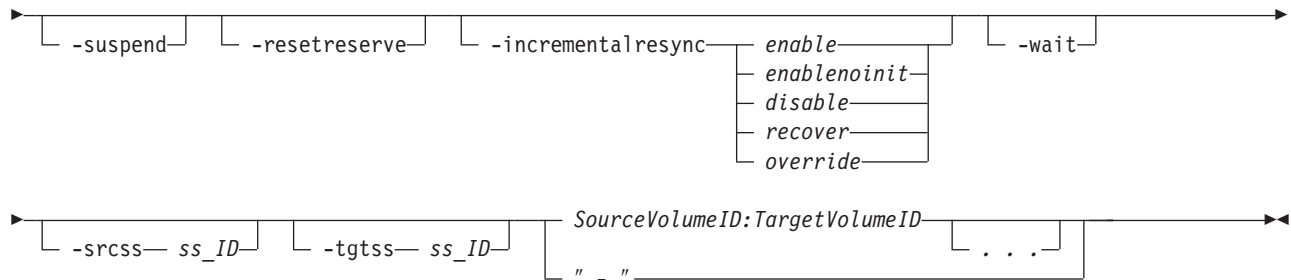 -suspend -resetreserve -incrementalresync enable -wait
enablenoinit
disable
recover
override
SourceVolumeID:TargetVolumeID
-srcss ss_ID -tgtss ss_ID . . .
" - "